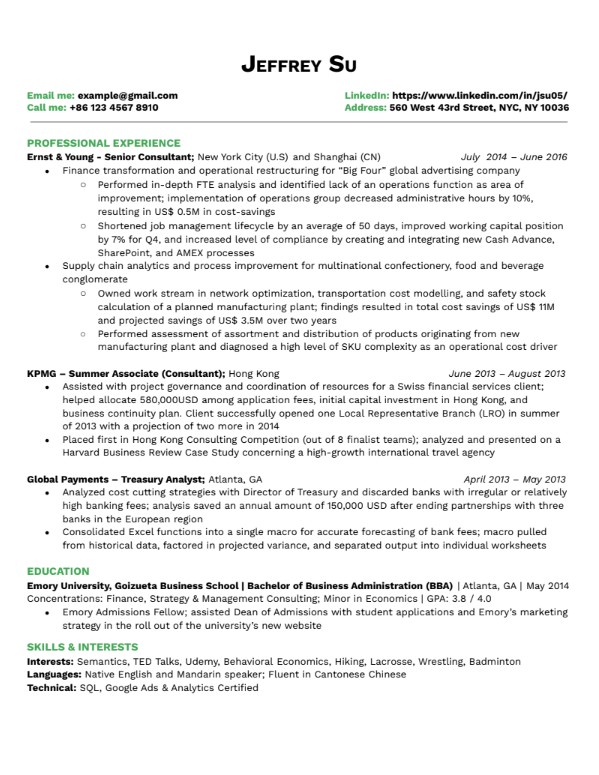 Jeffrey Su
Email me: example@gmail.com LinkedIn: https://www.linkedin.com/in/jsu05/
Call me: +86 123 4567 8910 Address: 560 West 43rd Street, NYC, NY 10036
PROFESSIONAL EXPERIENCE
Ernst & Young - Senior Consultant; New York City (U.S) and Shanghai (CN) July 2014 – June 2016
• Finance transformation and operational restructuring for “Big Four” global advertising company
○ Performed in-depth FTE analysis and identified lack of an operations function as area of
improvement; implementation of operations group decreased administrative hours by 10%,
resulting in US$ 0.5M in cost-savings
○ Shortened job management lifecycle by an average of 50 days, improved working capital position
by 7% for Q4, and increased level of compliance by creating and integrating new Cash Advance,
SharePoint, and AMEX processes
• Supply chain analytics and process improvement for multinational confectionery, food and beverage
conglomerate
○ Owned work stream in network optimization, transportation cost modelling, and safety stock
calculation of a planned manufacturing plant; findings resulted in total cost savings of US$ 11M
and projected savings of US$ 3.5M over two years
○ Performed assessment of assortment and distribution of products originating from new
manufacturing plant and diagnosed a high level of SKU complexity as an operational cost driver
KPMG – Summer Associate (Consultant); Hong Kong June 2013 – August 2013
• Assisted with project governance and coordination of resources for a Swiss financial services client;
helped allocate 580,000USD among application fees, initial capital investment in Hong Kong, and
business continuity plan. Client successfully opened one Local Representative Branch (LRO) in summer
of 2013 with a projection of two more in 2014
• Placed first in Hong Kong Consulting Competition (out of 8 finalist teams); analyzed and presented on a
Harvard Business Review Case Study concerning a high-growth international travel agency
Global Payments – Treasury Analyst; Atlanta, GA April 2013 – May 2013
• Analyzed cost cutting strategies with Director of Treasury and discarded banks with irregular or relatively
high banking fees; analysis saved an annual amount of 150,000 USD after ending partnerships with three
banks in the European region
• Consolidated Excel functions into a single macro for accurate forecasting of bank fees; macro pulled
from historical data, factored in projected variance, and separated output into individual worksheets
EDUCATION
Emory University, Goizueta Business School | Bachelor of Business Administration (BBA) | Atlanta, GA | May 2014
Concentrations: Finance, Strategy & Management Consulting; Minor in Economics | GPA: 3.8 / 4.0
• Emory Admissions Fellow; assisted Dean of Admissions with student applications and Emory’s marketing
strategy in the roll out of the university’s new website
SKILLS & INTERESTS
Interests: Semantics, TED Talks, Udemy, Behavioral Economics, Hiking, Lacrosse, Wrestling, Badminton
Languages: Native English and Mandarin speaker; Fluent in Cantonese Chinese
Technical: SQL, Google Ads & Analytics Certified